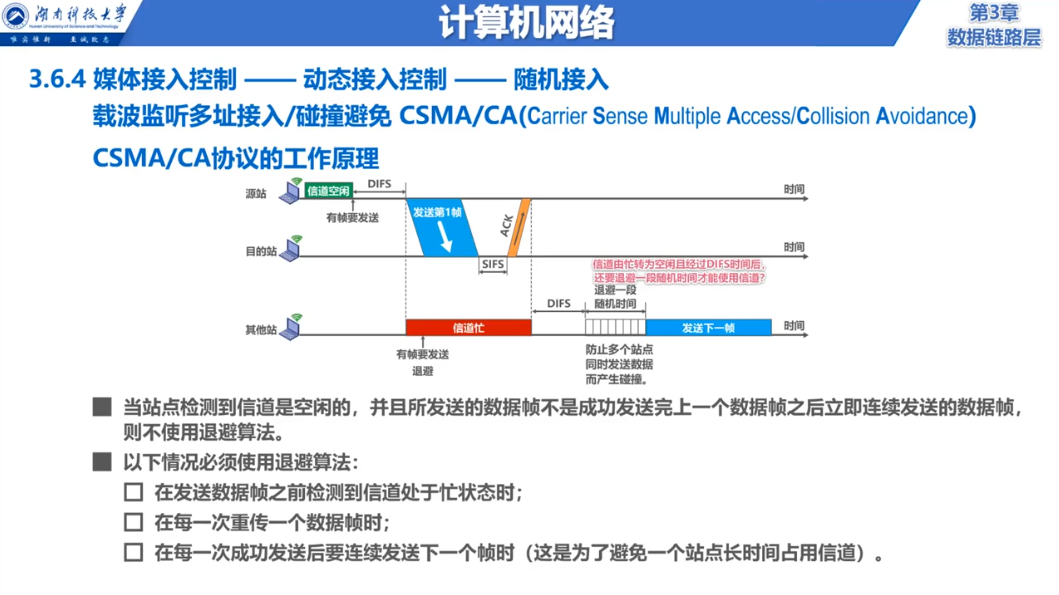 湖南科技大学
Hunan University of Science and Technology
唯实惟新 至诚致志
计算机网络
第3章
数据链路层
3.6.4 媒体接入控制 —— 动态接入控制 —— 随机接入
载波监听多址接入/碰撞避免 CSMA/CA(Carrier Sense Multiple Access/Collision Avoidance)
CSMA/CA协议的工作原理
源站
信道空闲
DIFS
时间
有帧要发送
发送第1帧
ACK
目的站
时间
SIFS
信道由忙转为空闲且经过DIFS时间后，
还要退避一段随机时间才能使用信道?
退避一段
随机时间
DIFS
其他站
信道忙
发送下一帧
时间
有帧要发送
退避
防止多个站点
同时发送数据
而产生碰撞。
■ 当站点检测到信道是空闲的，并且所发送的数据帧不是成功发送完上一个数据帧之后立即连续发送的数据帧，
则不使用退避算法。
■ 以下情况必须使用退避算法：
□ 在发送数据帧之前检测到信道处于忙状态时；
□ 在每一次重传一个数据帧时；
□ 在每一次成功发送后要连续发送下一个帧时（这是为了避免一个站点长时间占用信道）。